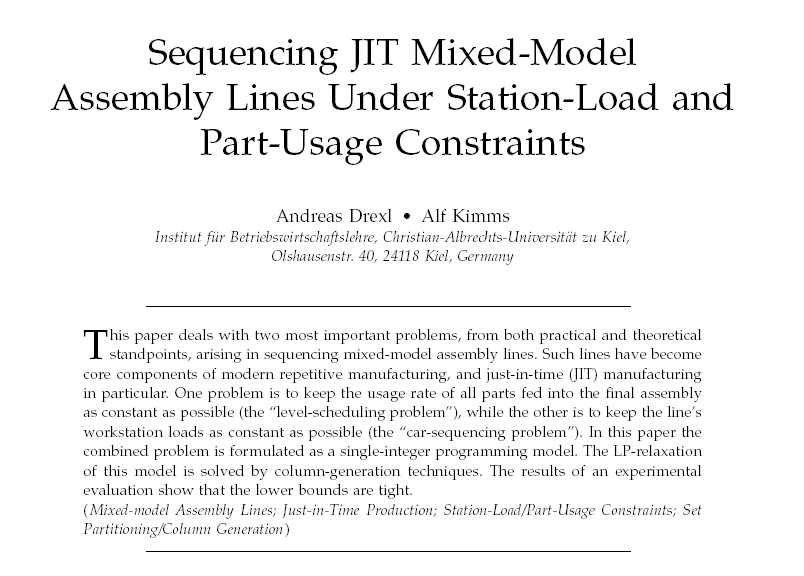 Sequencing JIT Mixed-Model
Assembly Lines Under Station-Load and
Part-Usage Constraints
Andreas Drexl • Alf Kimms
Institut für Betriebswirtschaftslehre, Christian-Albrechts-Universität zu Kiel,
Olshausenstr. 40, 24118 Kiel, Germany
This paper deals with two most important problems, from both practical and theoretical
standpoints, arising in sequencing mixed-model assembly lines. Such lines have become
core components of modern repetitive manufacturing, and just-in-time (JIT) manufacturing
in particular. One problem is to keep the usage rate of all parts fed into the final assembly
as constant as possible (the “level-scheduling problem”), while the other is to keep the line’s
workstation loads as constant as possible (the “car-sequencing problem”). In this paper the
combined problem is formulated as a single-integer programming model. The LP-relaxation
of this model is solved by column-generation techniques. The results of an experimental
evaluation show that the lower bounds are tight.
(Mixed-model Assembly Lines; Just-in-Time Production; Station-Load/Part-Usage Constraints; Set
Partitioning/Column Generation)